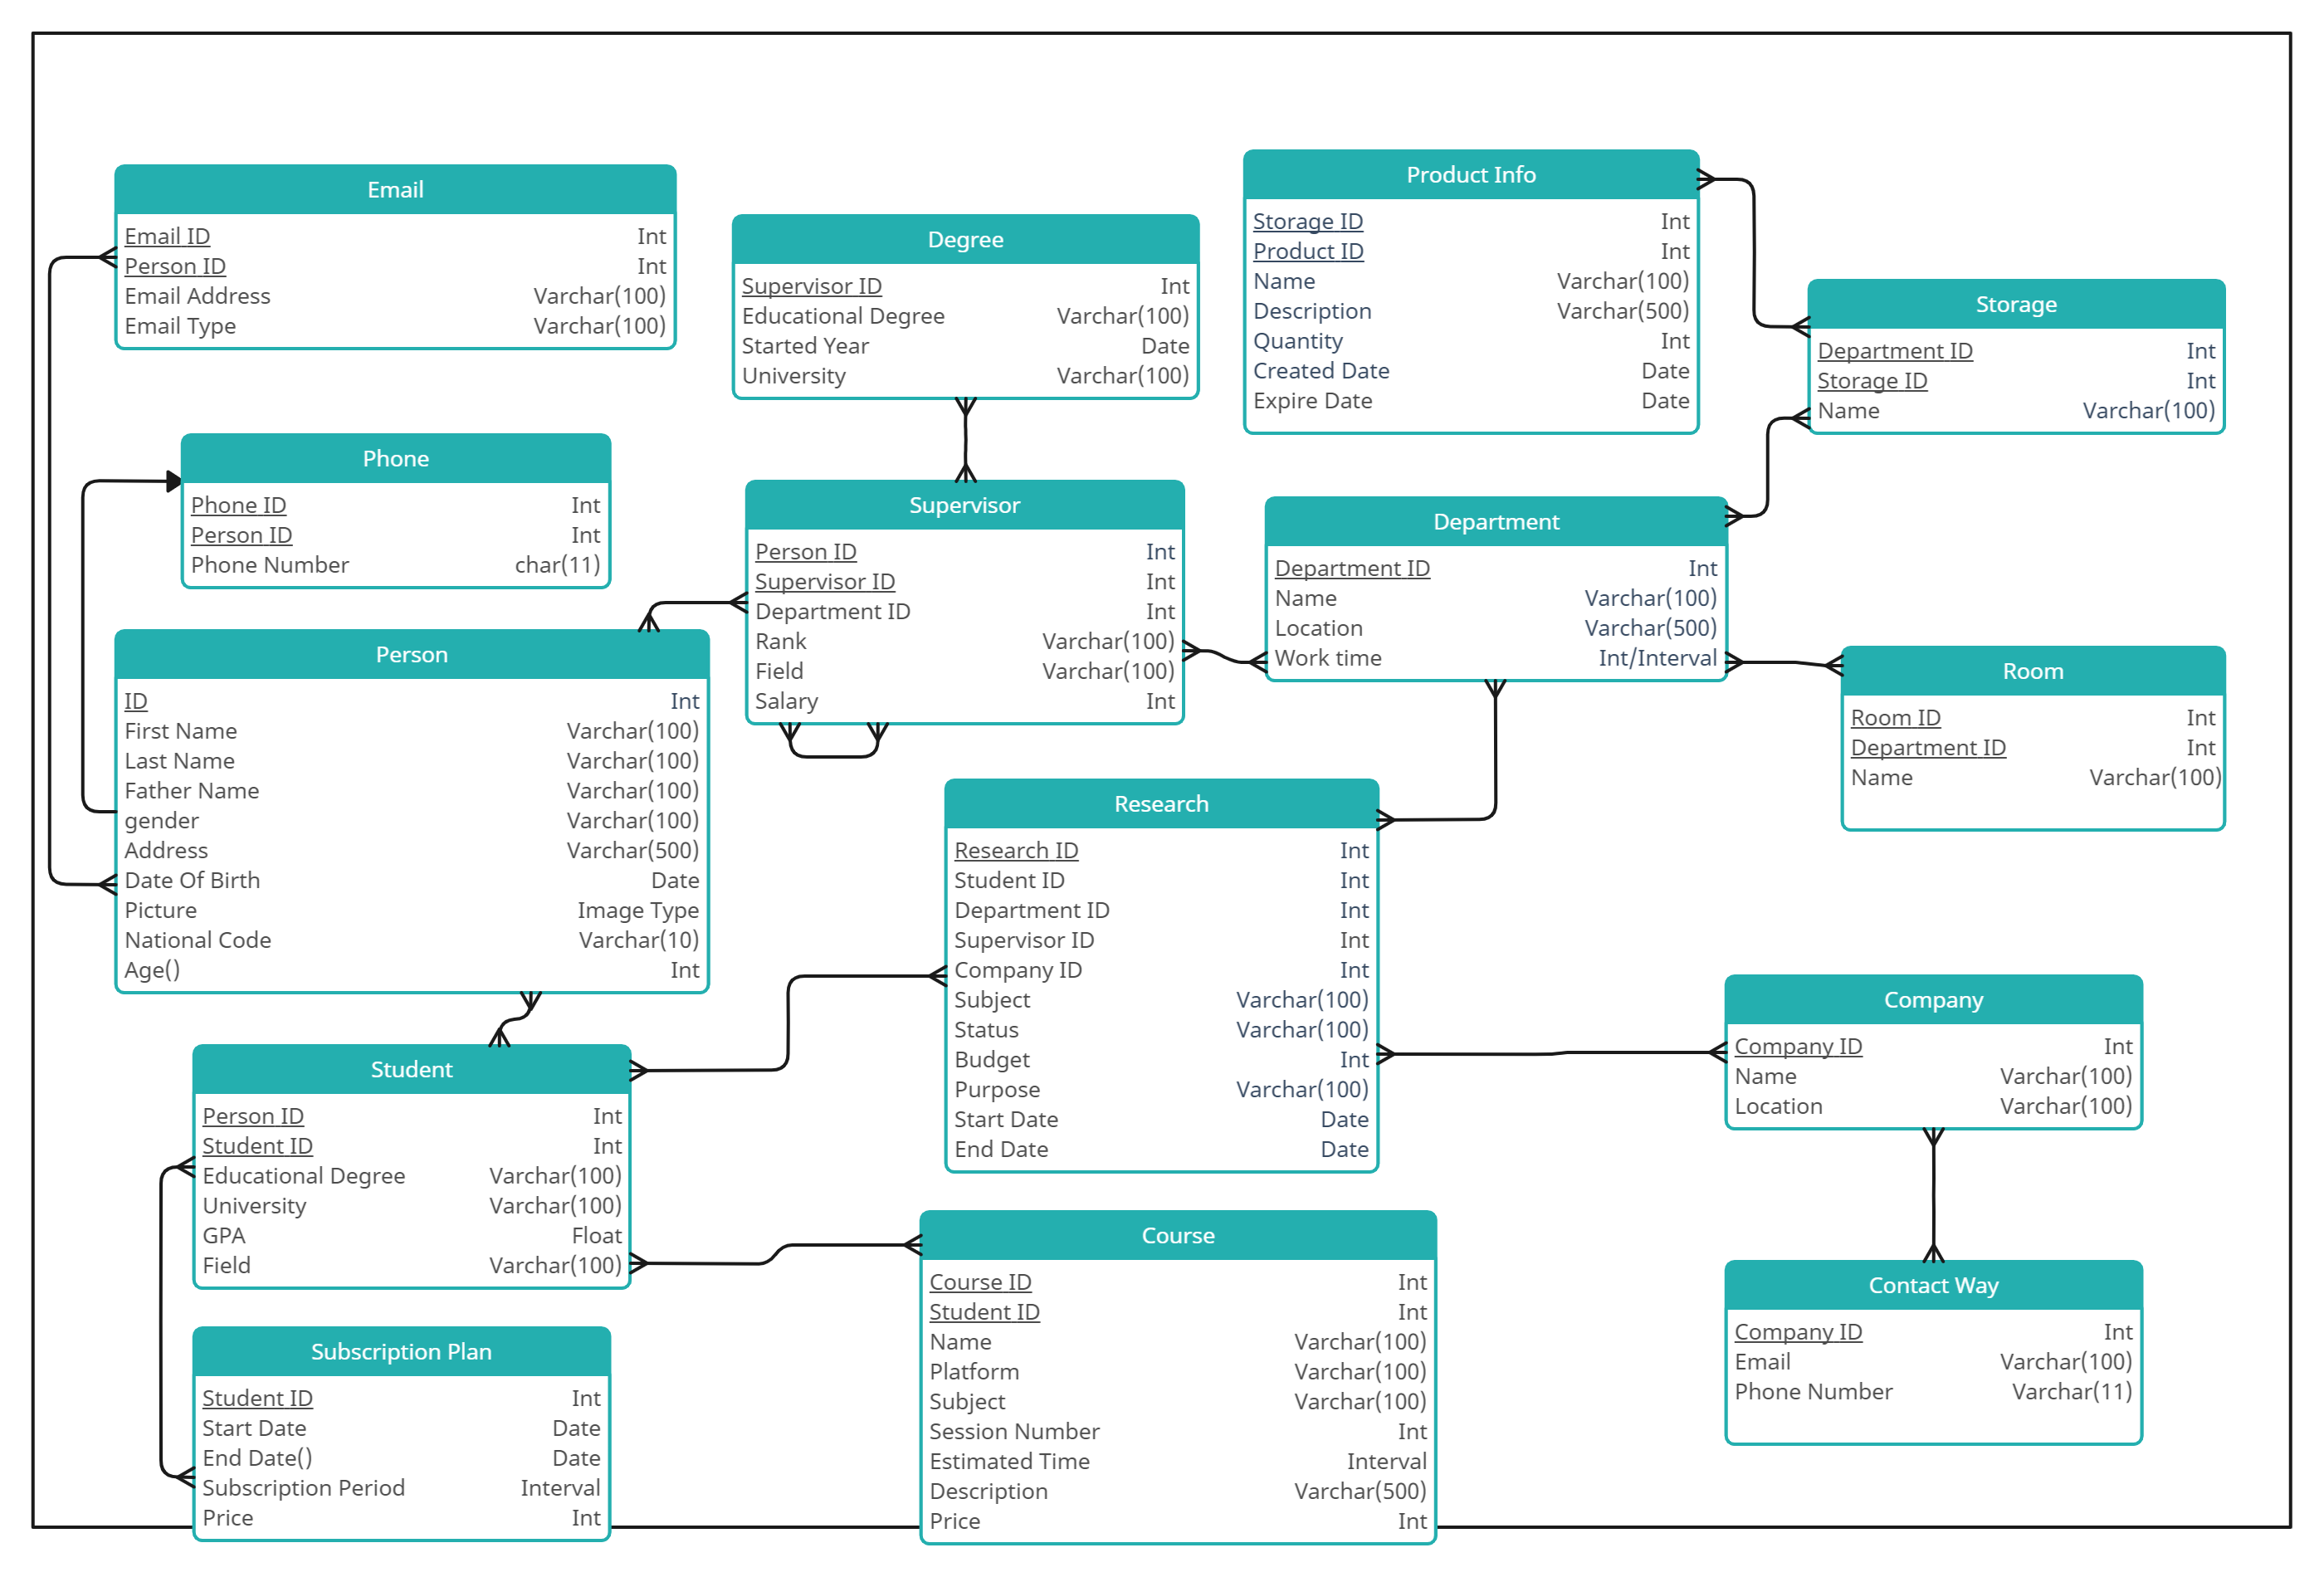 Email
Email ID Int
Person ID Int
Email Address Varchar(100)
Email Type Varchar(100)
Degree
Supervisor ID Int
Educational Degree Varchar(100)
Started Year Date
University Varchar(100)
Product Info
Storage ID Int
Product ID Int
Name Varchar(100)
Description Varchar(500)
Quantity Int
Created Date Date
Expire Date Date
Storage
Department ID Int
Storage ID Int
Name Varchar(100)
Phone
Phone ID Int
Person ID Int
Phone Number char(11)
Supervisor
Person ID Int
Supervisor ID Int
Department ID Int
Rank Varchar(100)
Field Varchar(100)
Salary Int
Department
Department ID Int
Name Varchar(100)
Location Varchar(500)
Work time Int/Interval
Room
Room ID Int
Department ID Int
Name Varchar(100)
Person
ID Int
First Name Varchar(100)
Last Name Varchar(100)
Father Name Varchar(100)
gender Varchar(100)
Address Varchar(500)
Date Of Birth Date
Picture Image Type
National Code Varchar(10)
Age() Int
Research
Research ID Int
Student ID Int
Department ID Int
Supervisor ID Int
Company ID Int
Subject Varchar(100)
Status Varchar(100)
Budget Int
Purpose Varchar(100)
Start Date Date
End Date Date
Company
Company ID Int
Name Varchar(100)
Location Varchar(100)
Student
Person ID Int
Student ID Int
Educational Degree Varchar(100)
University Varchar(100)
GPA Float
Field Varchar(100)
Course
Course ID Int
Student ID Int
Name Varchar(100)
Platform Varchar(100)
Subject Varchar(100)
Session Number Int
Estimated Time Interval
Description Varchar(500)
Price Int
Contact Way
Company ID Int
Email Varchar(100)
Phone Number Varchar(11)
Subscription Plan
Student ID Int
Start Date Date
End Date() Date
Subscription Period Interval
Price Int